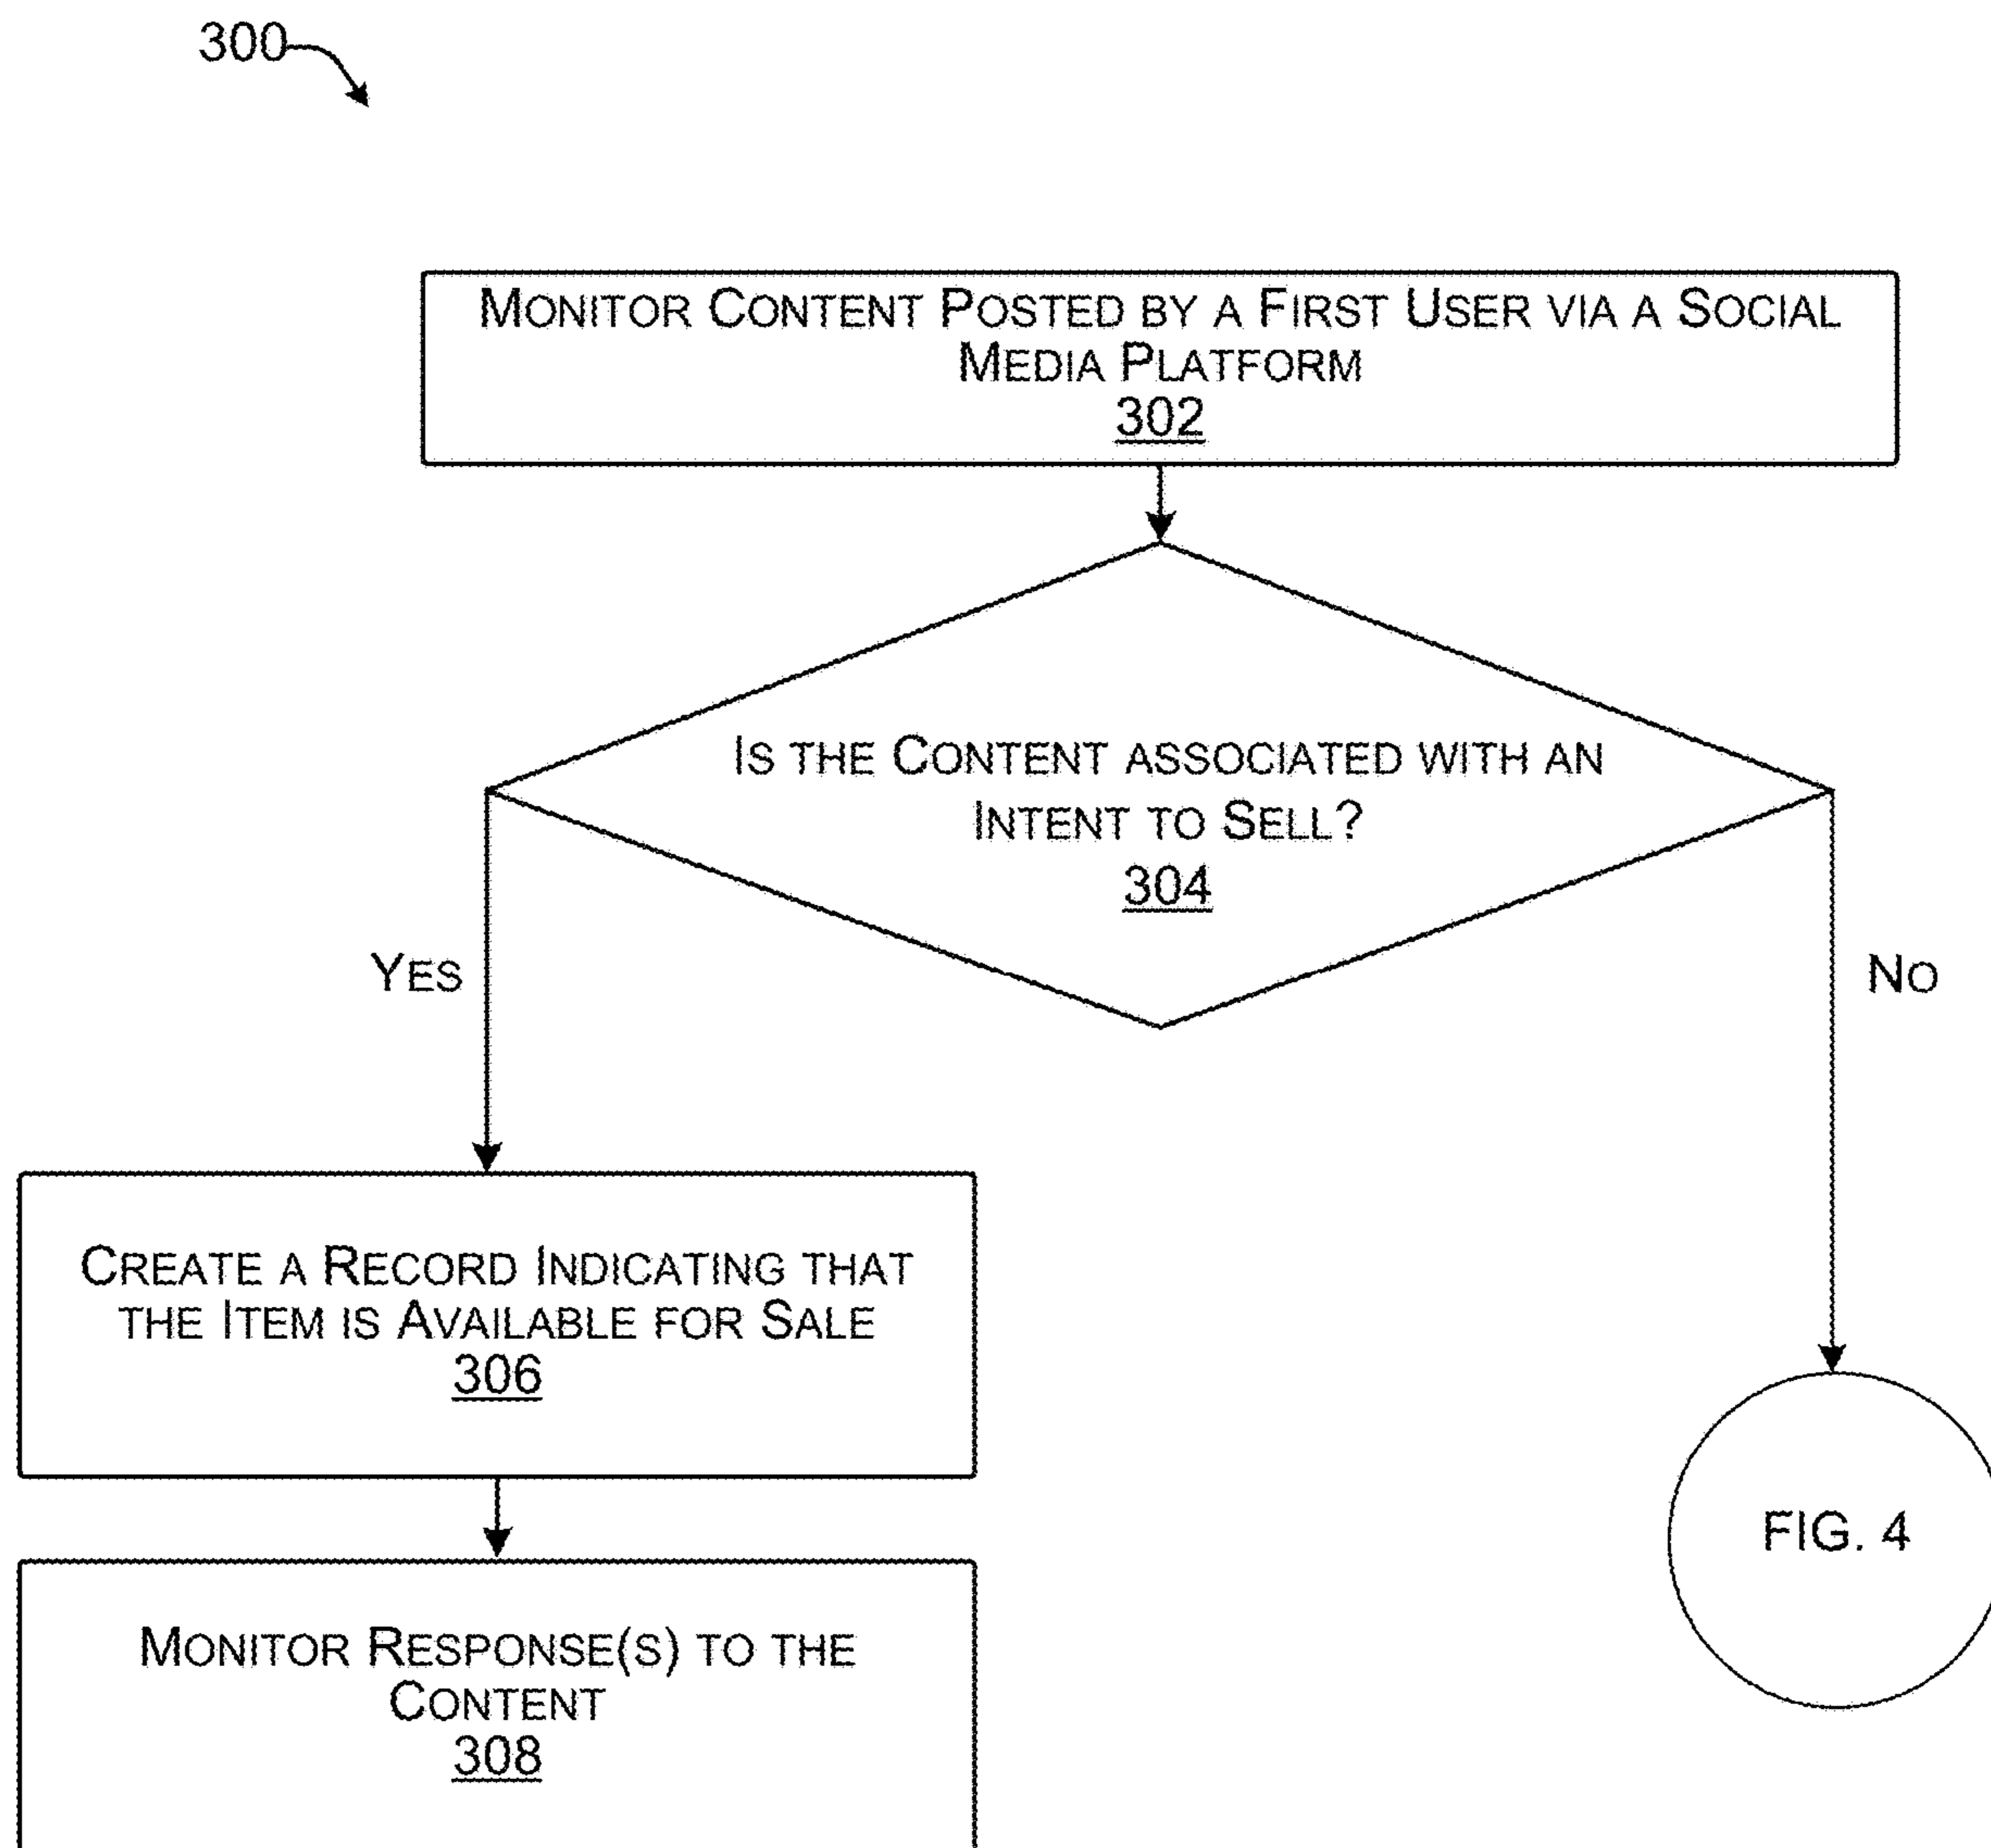 300
Monitor Content Posted by a First User via a Social
Media Platform
302
Is the Content associated with an
Intent to Sell?
304
Yes
No
Create a Record Indicating that
the Item is Available for Sale
306
FIG. 4
Monitor Response(s) to the
Content
308